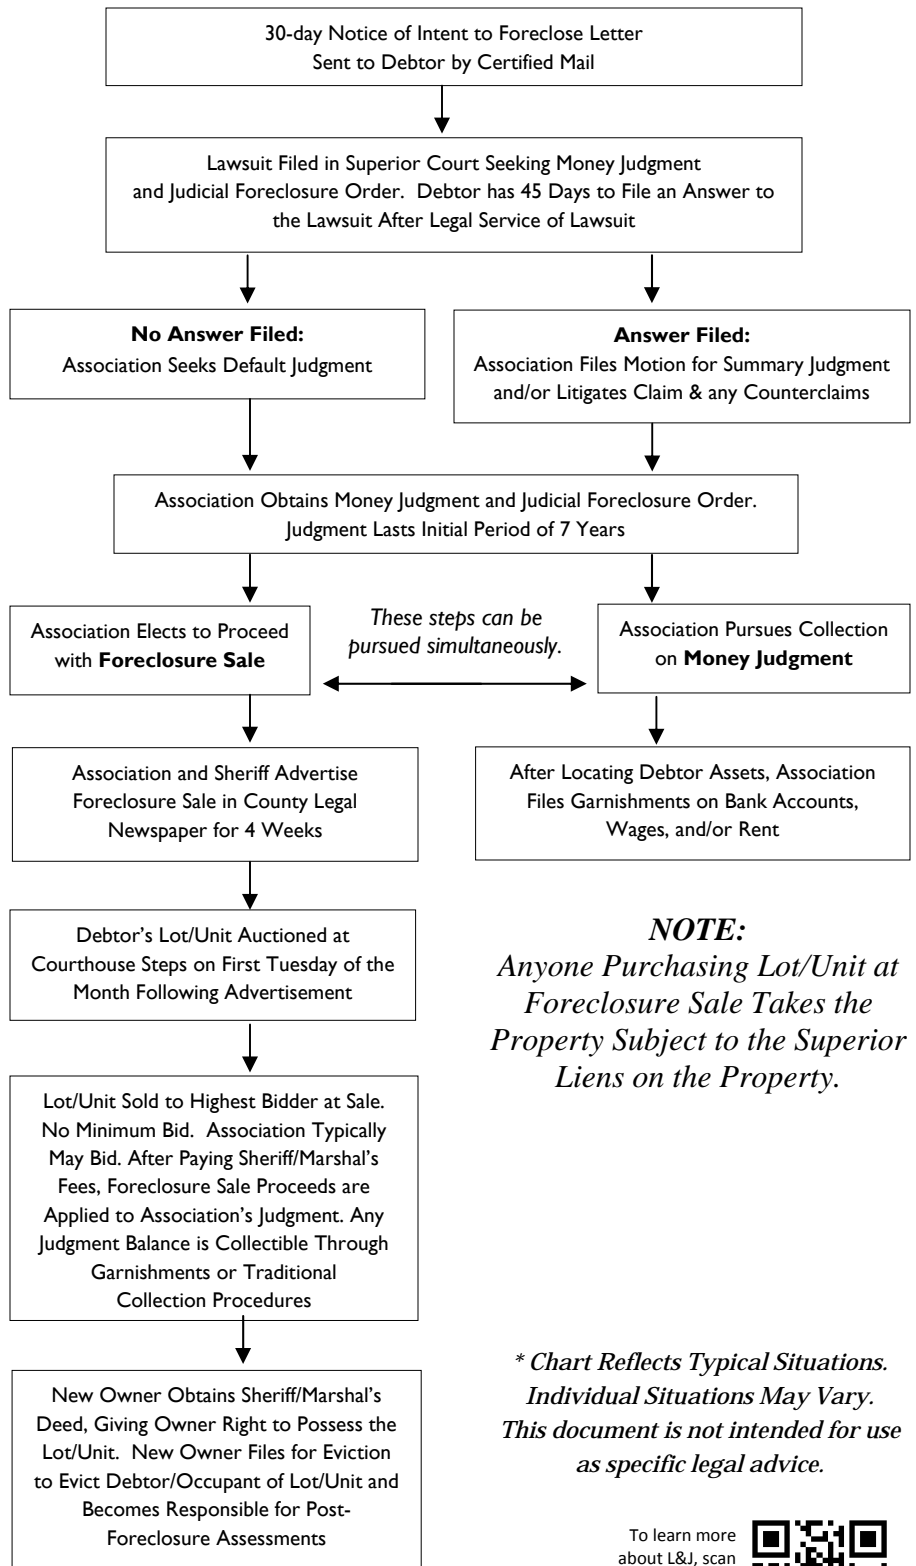 30-day Notice of Intent to Foreclose Letter
Sent to Debtor by Certified Mail
Lawsuit Filed in Superior Court Seeking Money Judgment
and Judicial Foreclosure Order.  Debtor has 45 Days to File an Answer to
the Lawsuit After Legal Service of Lawsuit
No Answer Filed:
Association Seeks Default Judgment
Answer Filed:
Association Files Motion for Summary Judgment
and/or Litigates Claim & any Counterclaims
Association Obtains Money Judgment and Judicial Foreclosure Order.
Judgment Lasts Initial Period of 7 Years
Association Elects to Proceed
with Foreclosure Sale
These steps can be
pursued simultaneously.
Association Pursues Collection
on Money Judgment
Association and Sheriff Advertise
Foreclosure Sale in County Legal
Newspaper for 4 Weeks
After Locating Debtor Assets, Association
Files Garnishments on Bank Accounts,
Wages, and/or Rent
Debtor's Lot/Unit Auctioned at
Courthouse Steps on First Tuesday of the
Month Following Advertisement
NOTE:
Anyone Purchasing Lot/Unit at
Foreclosure Sale Takes the
Property Subject to the Superior
Liens on the Property.
Lot/Unit Sold to Highest Bidder at Sale.
No Minimum Bid.  Association Typically
May Bid. After Paying Sheriff/Marshal's
Fees, Foreclosure Sale Proceeds are
Applied to Association's Judgment. Any
Judgment Balance is Collectible Through
Garnishments or Traditional
Collection Procedures
New Owner Obtains Sheriff/Marshal's
Deed, Giving Owner Right to Possess the
Lot/Unit.  New Owner Files for Eviction
to Evict Debtor/Occupant of Lot/Unit and
Becomes Responsible for Post-
Foreclosure Assessments
* Chart Reflects Typical Situations.
Individual Situations May Vary.
This document is not intended for use
as specific legal advice.
To learn more
about L&J, scan